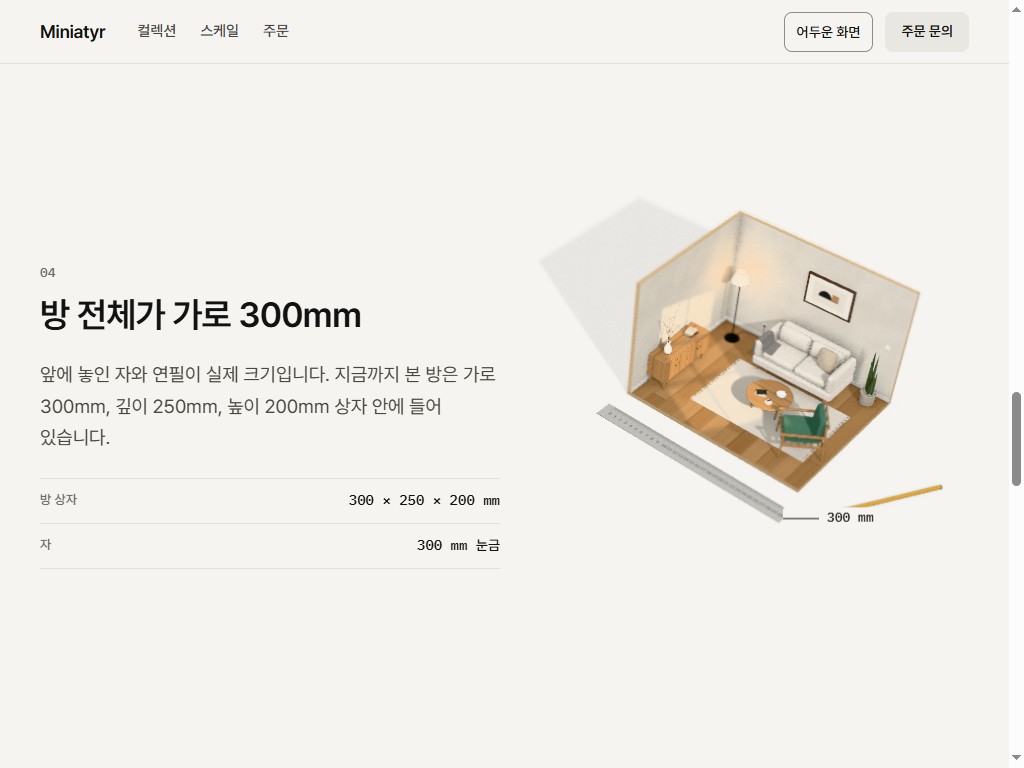 Miniatyr
컬렉션
스케일
주문
어두운 화면
주문 문의
04
방 전체가 가로 300mm
앞에 놓인 자와 연필이 실제 크기입니다. 지금까지 본 방은 가로
300mm, 깊이 250mm, 높이 200mm 상자 안에 들어
있습니다.
방 상자
300 × 250 × 200 mm
자
300 mm 눈금
300 mm